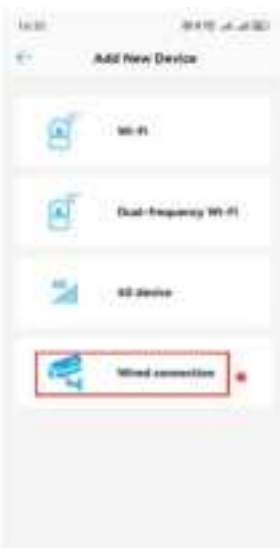 Add New Device
Wi-Fi
Dual-frequency Wi-Fi
4G device
Wired connection